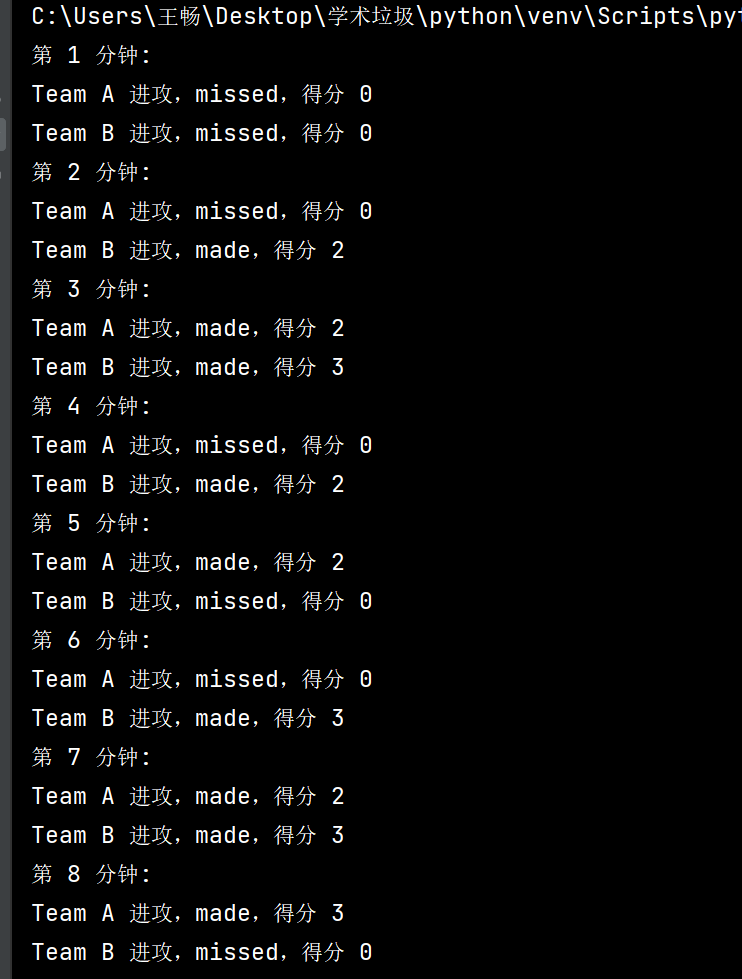 C:\Users\王畅\Desktop\学术垃圾\python\venv\Scripts\pyt
第 1 分钟:
Team A 进攻，missed，得分 0
Team B 进攻，missed，得分 0
第 2 分钟:
Team A 进攻，missed，得分 0
Team B 进攻，made，得分 2
第 3 分钟:
Team A 进攻，made，得分 2
Team B 进攻，made，得分 3
第 4 分钟:
Team A 进攻，missed，得分 0
Team B 进攻，made，得分 2
第 5 分钟:
Team A 进攻，made，得分 2
Team B 进攻，missed，得分 0
第 6 分钟:
Team A 进攻，missed，得分 0
Team B 进攻，made，得分 3
第 7 分钟:
Team A 进攻，made，得分 2
Team B 进攻，made，得分 3
第 8 分钟:
Team A 进攻，made，得分 3
Team B 进攻，missed，得分 0